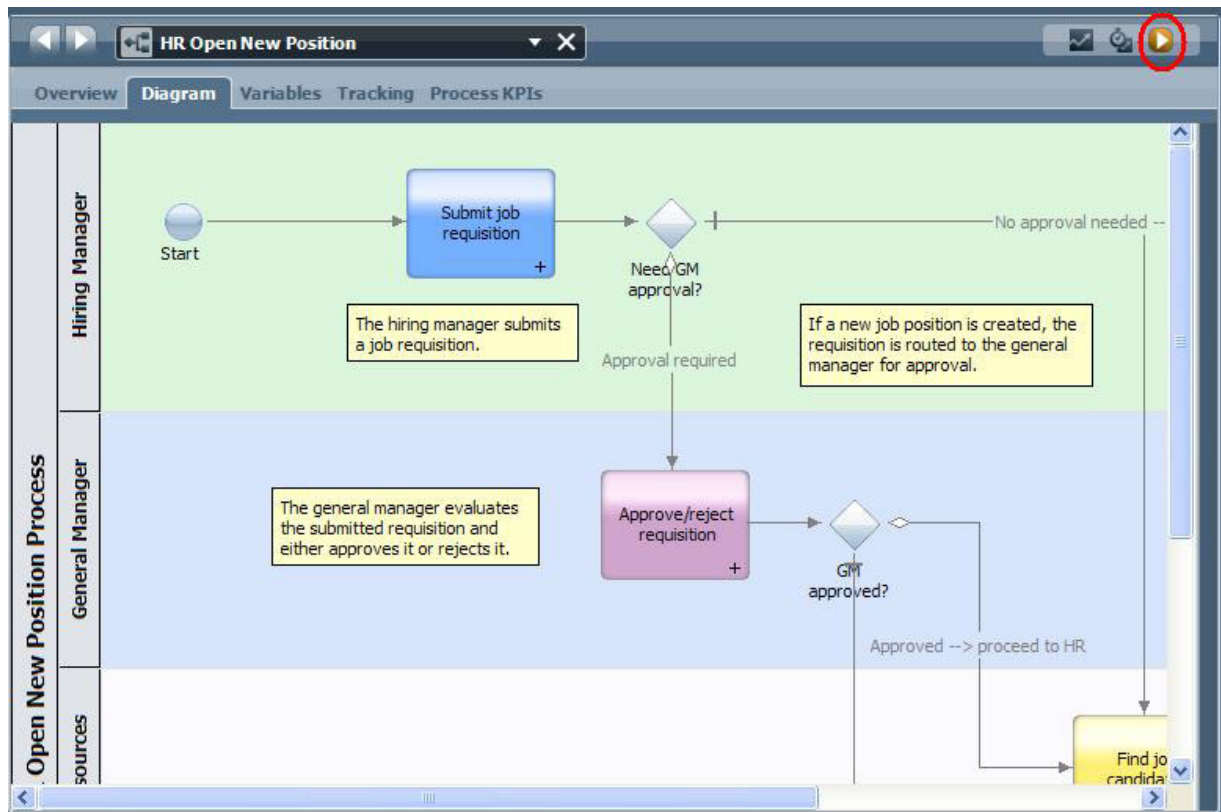 HR Open New Position
Overview
Diagram
Variables
Tracking
Process KPIs
Open New Position Process
Hiring Manager
Start
Submit job
requisition
Need GM
approval?
No approval needed --
The hiring manager submits
a job requisition.
If a new job position is created, the
requisition is routed to the general
manager for approval.
Approval required
General Manager
The general manager evaluates
the submitted requisition and
either approves it or rejects it.
Approve/reject
requisition
GM
approved?
Approved --> proceed to HR
sources
Find jo
candida